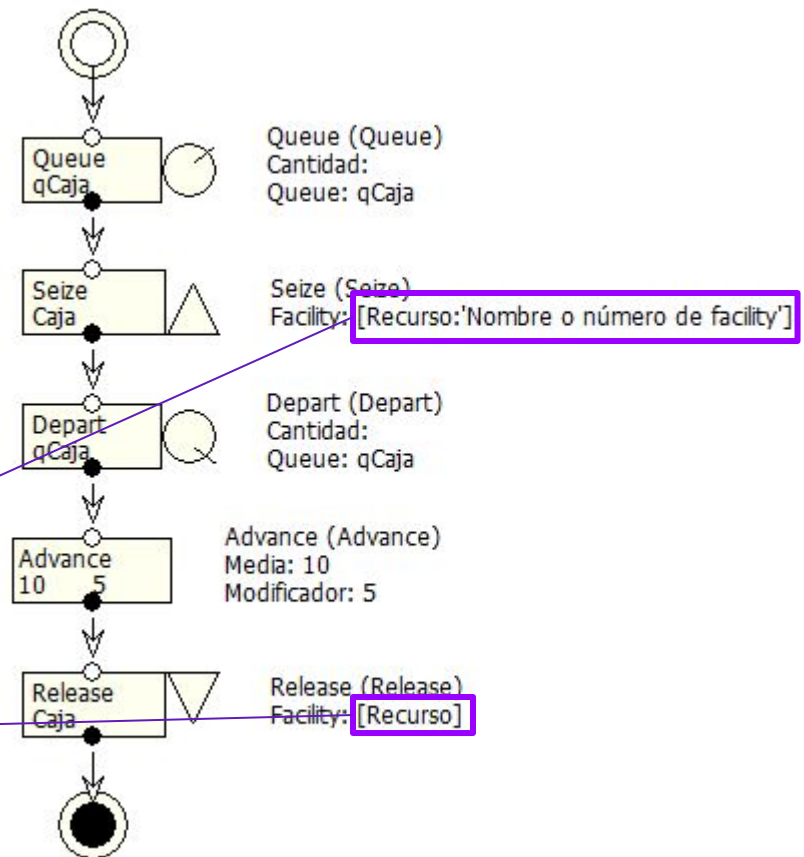 Queue
qCaja
Queue (Queue)
Cantidad:
Queue: qCaja
Seize
Caja
Seize (Seize)
Facility: [Recurso:'Nombre o número de facility']
Depart
qCaja
Depart (Depart)
Cantidad:
Queue: qCaja
Advance
10 5
Advance (Advance)
Media: 10
Modificador: 5
Release
Caja
Release (Release)
Facility: [Recurso]